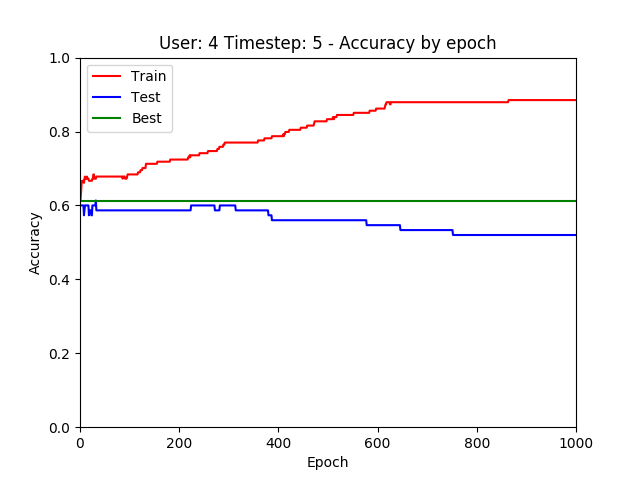 User: 4 Timestep: 5 - Accuracy by epoch
1.0
Train
Test
Best
0.8
0.6
Accuracy
0.4
0.2
0.0
0 200 400 600 800 1000
Epoch